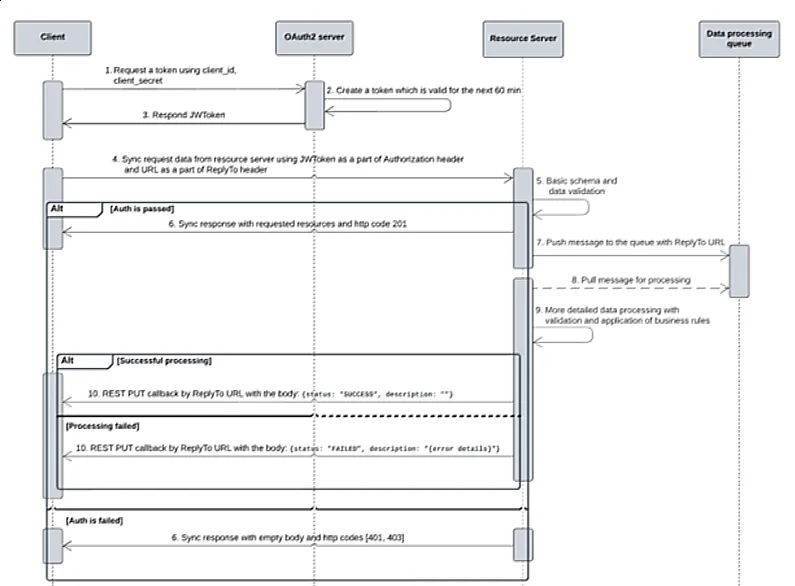 Client
OAUth2 server
Resource Server
Data processing
queue
1. Request a token using client_id,
client_secret
2. Create a token which is valid for the next 60 min
3. Respond JWToken
4. Sync request data from resource server using JWToken as a part of Authorization header
and URL as a part of ReplyTo header
5. Basic schema and
data validation
Alt
[Auth is passed]
6. Sync response with requested resources and http code 201
7. Push message to the queue with ReplyTo URL
8. Pull message for processing
9. More detailed data processing with
validation and application of business rules
Alt
[Successful processing]
10. REST PUT callback by ReplyTo URL with the body: {status: "SUCCESS", description: ""}
[Processing failed]
10. REST PUT callback by ReplyTo URL with the body: {status: "FAILED", description: "{error details}"}
[Auth is failed]
6. Sync response with empty body and http codes [401, 403]